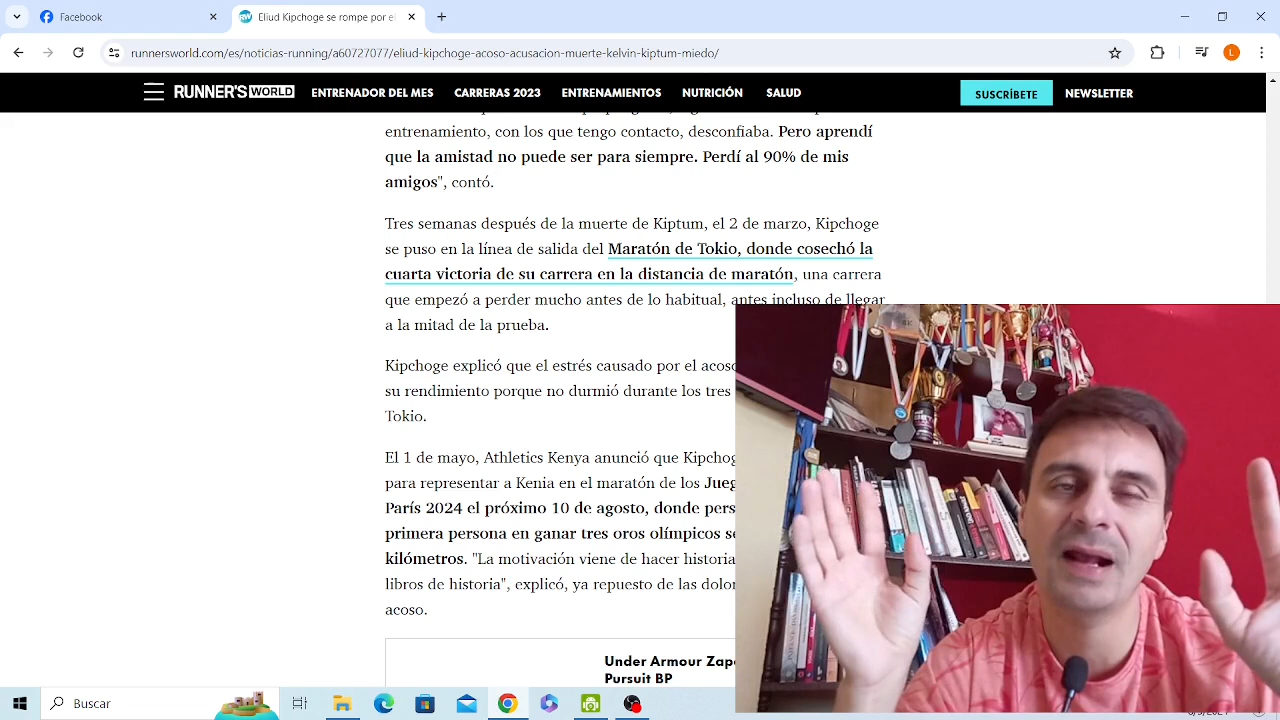 Facebook
Eliud Kipchoge se rompe por el
runnersworld.com/es/noticias-running/a60727077/eliud-kipchoge-acoso-acusacion-muerte-kelvin-kiptum-miedo/
L
RUNNER'S WORLD
ENTRENADOR DEL MES
CARRERAS 2023
ENTRENAMIENTOS
NUTRICIÓN
SALUD
SUSCRÍBETE
NEWSLETTER
entrenamiento, con los que tengo contacto, desconfiaba. Pero aprendí
que la amistad no puede ser para siempre. Perdí al 90% de mis
amigos", contó.
Tres semanas después de la muerte de Kiptum, el 2 de marzo, Kipchoge
se puso en la línea de salida del Maratón de Tokio, donde cosechó la
cuarta victoria de su carrera en la distancia de maratón, una carrera
que empezó a perder mucho antes de lo habitual, antes incluso de llegar
a la mitad de la prueba.
Kipchoge explicó que el estrés causado por el acoso
su rendimiento porque no durmió durante los tres
Tokio.
El 1 de mayo, Athletics Kenya anunció que Kipchog
para representar a Kenia en el maratón de los Jueg
París 2024 el próximo 10 de agosto, donde pers
primera persona en ganar tres oros olímpicos se
kilómetros. "La motivación viene de hacer historia
libros de historia", explicó, ya repuesto de las dolor
acoso.
Under Armour Zapa
Pursuit BP
Buscar